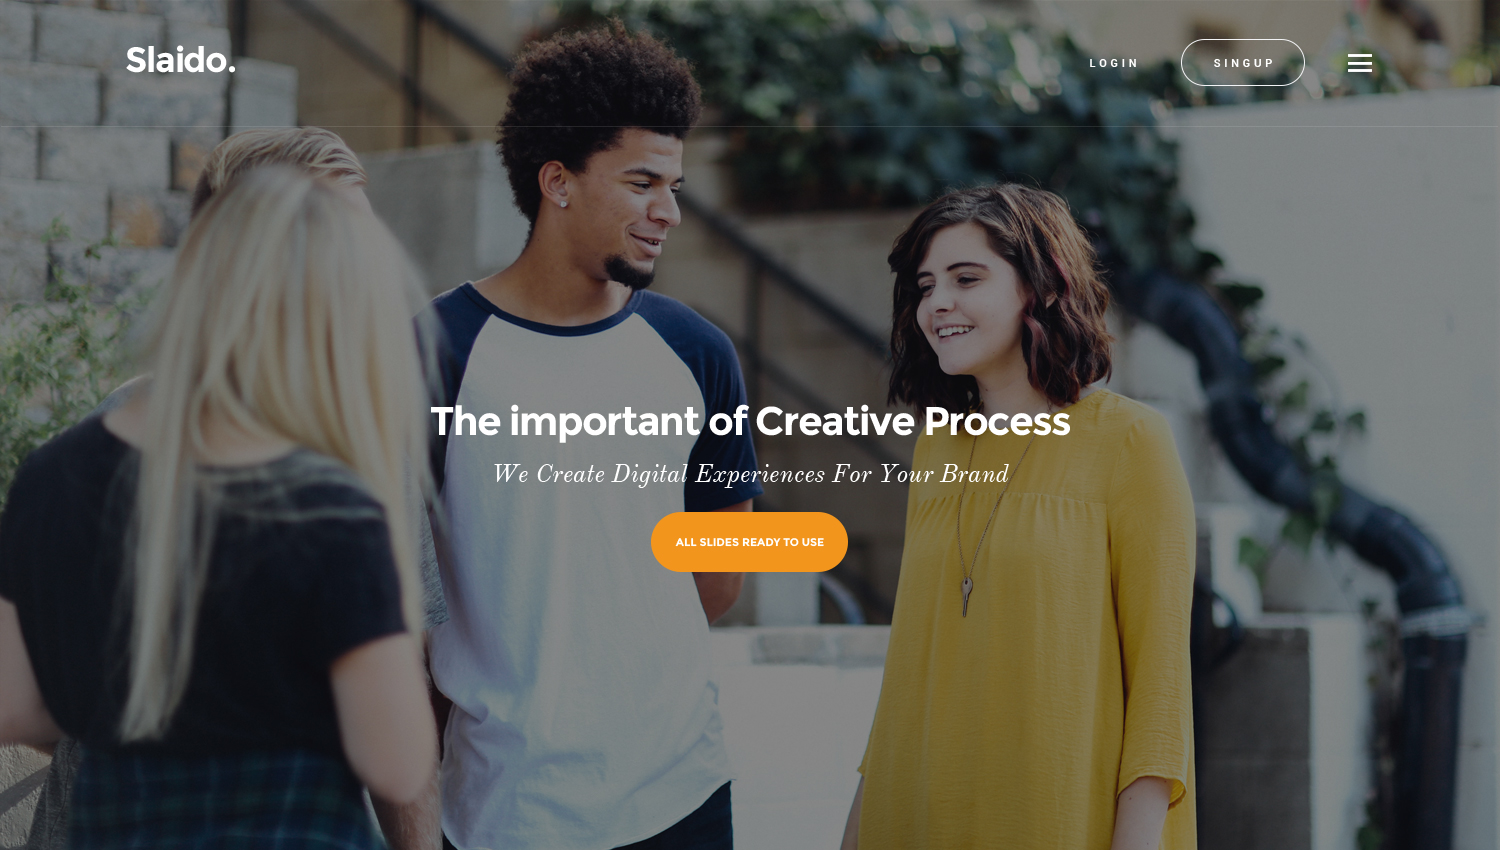 Slaido.
LOGIN
SINGUP
The important of Creative Process
We Create Digital Experiences For Your Brand
ALL SLIDES READY TO USE